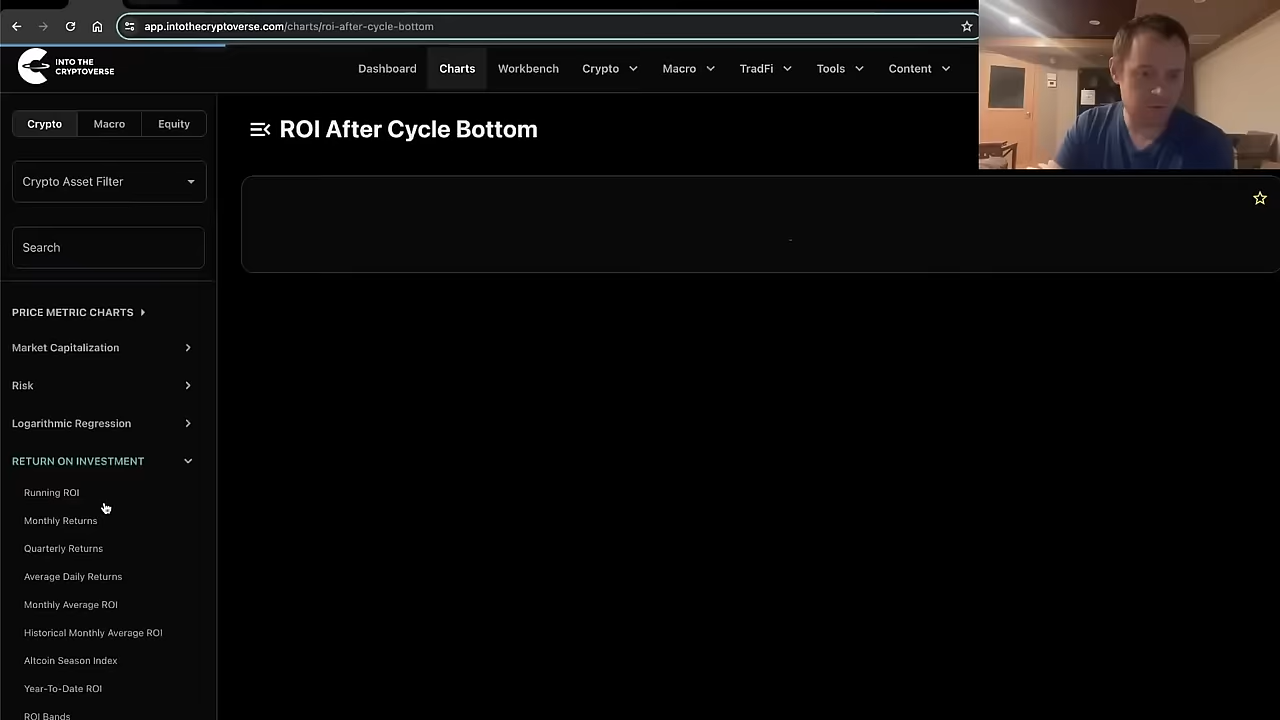 app.intothecryptoverse.com/charts/roi-after-cycle-bottom
INTO THE
CRYPTOVERSE
Dashboard
Charts
Workbench
Crypto
Macro
TradFi
Tools
Content
Crypto
Macro
Equity
ROI After Cycle Bottom
Crypto Asset Filter
Search
PRICE METRIC CHARTS
Market Capitalization
Risk
Logarithmic Regression
RETURN ON INVESTMENT
Running ROI
Monthly Returns
Quarterly Returns
Average Daily Returns
Monthly Average ROI
Historical Monthly Average ROI
Altcoin Season Index
Year-To-Date ROI
ROI Bands